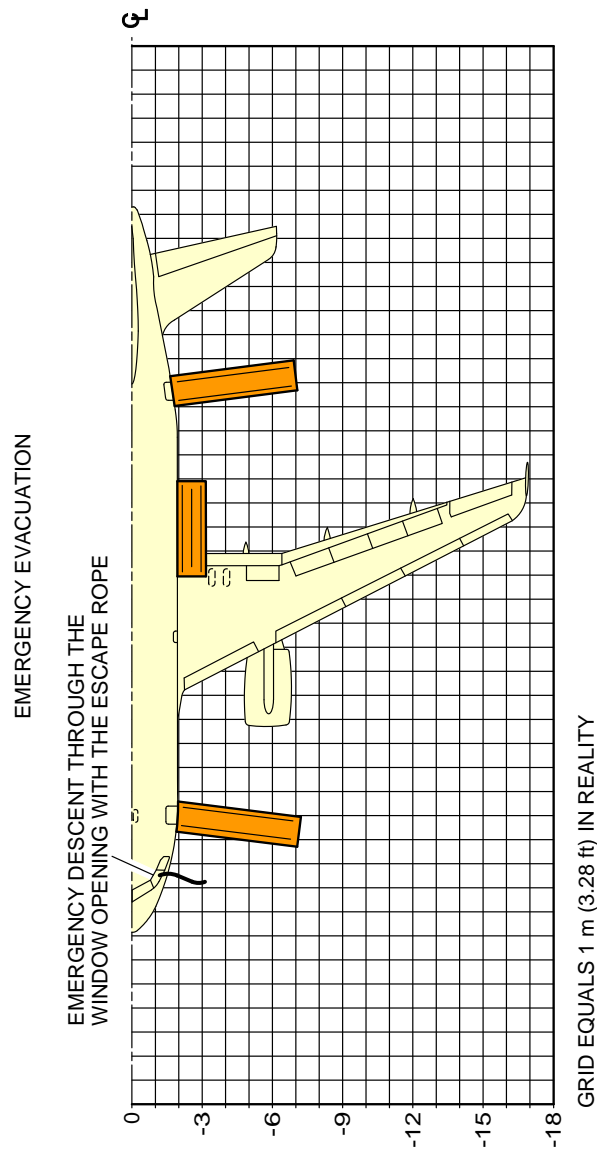 EMERGENCY EVACUATION
EMERGENCY DESCENT THROUGH THE
WINDOW OPENING WITH THE ESCAPE ROPE
℄
0
-3
-6
-9
-12
-15
-18
GRID EQUALS 1 m (3.28 ft) IN REALITY